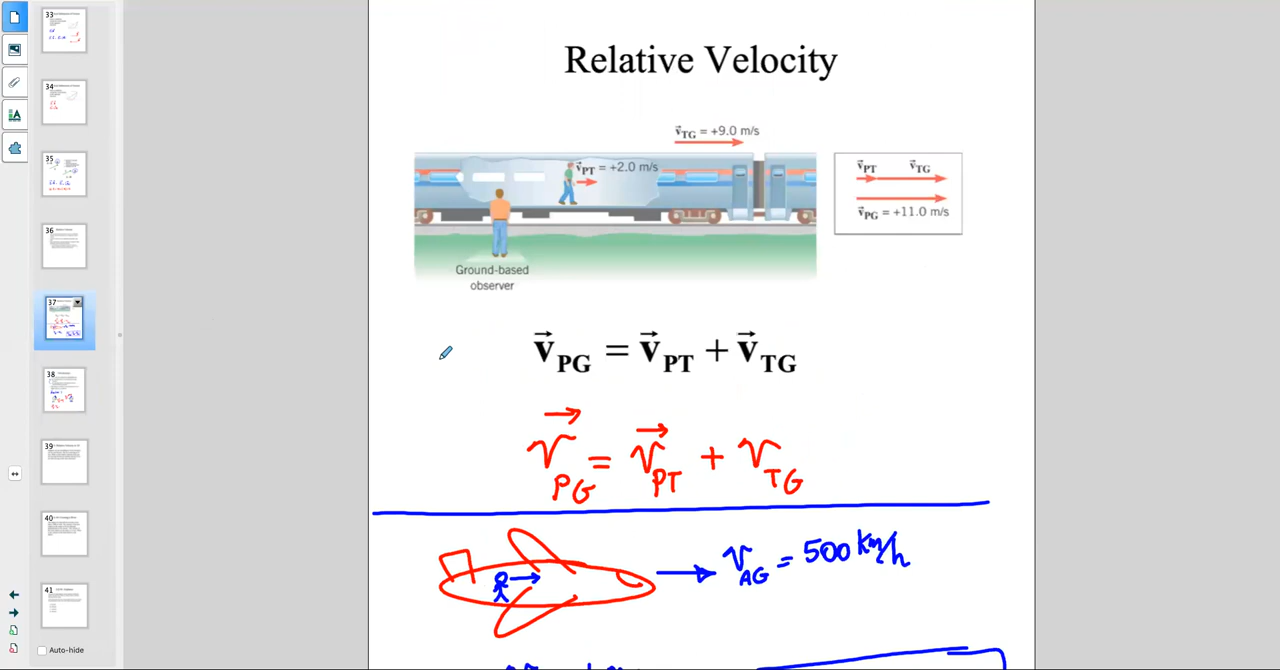 Relative Velocity
v⃗TG = +9.0 m/s
v⃗PT = +2.0 m/s
v⃗PT v⃗TG
v⃗PG = +11.0 m/s
Ground-based
observer
v⃗PG = v⃗PT + v⃗TG
v⃗PG = v⃗PT + vTG
vAG = 500 km/h
33
34
35
36
37
38
39
40
41
Auto-hide